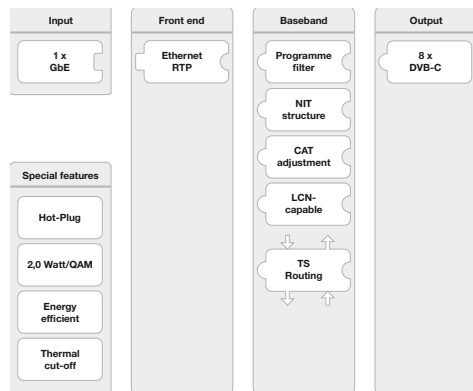 Input
1 x
GbE
Special features
Hot-Plug
2,0 Watt/QAM
Energy
efficient
Thermal
cut-off
Front end
Ethernet
RTP
Baseband
Programme
filter
NIT
structure
CAT
adjustment
LCN-
capable
TS
Routing
Output
8 x
DVB-C